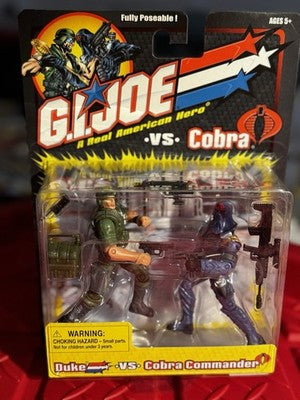 Fully Poseable !
AGES 5+
G.I.JOE
A Real American Hero
·VS· Cobra
WARNING:
CHOKING HAZARD – Small parts.
Not for children under 3 years.
Duke ·VS· Cobra Commander